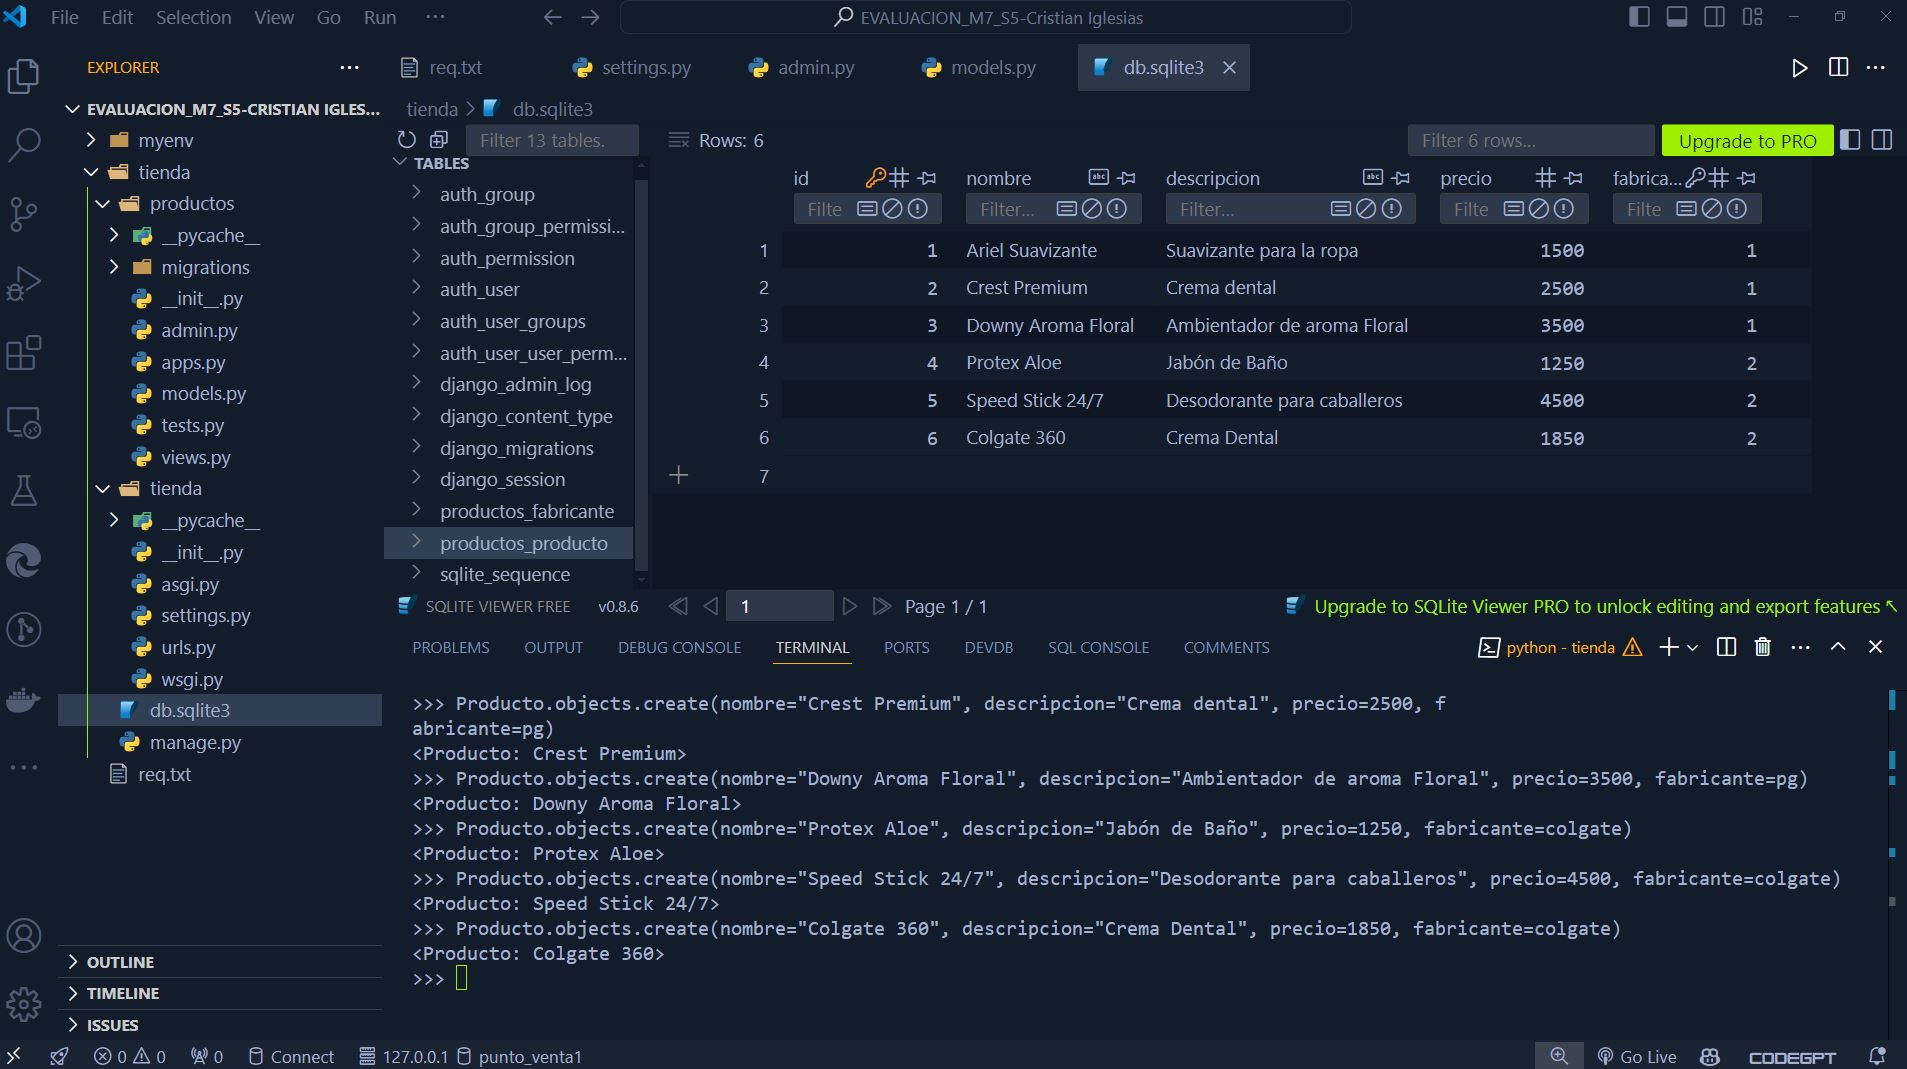 File Edit Selection View Go Run ··· EVALUACION_M7_S5-Cristian Iglesias
EXPLORER
EVALUACION_M7_S5-CRISTIAN IGLES...
myenv
tienda
productos
__pycache__
migrations
__init__.py
admin.py
apps.py
models.py
tests.py
views.py
tienda
__pycache__
__init__.py
asgi.py
settings.py
urls.py
wsgi.py
db.sqlite3
manage.py
req.txt
OUTLINE
TIMELINE
ISSUES
req.txt settings.py admin.py models.py db.sqlite3
tienda > db.sqlite3
Filter 13 tables. Rows: 6 Filter 6 rows... Upgrade to PRO
TABLES
auth_group
auth_group_permissi...
auth_permission
auth_user
auth_user_groups
auth_user_user_perm...
django_admin_log
django_content_type
django_migrations
django_session
productos_fabricante
productos_producto
sqlite_sequence
id nombre descripcion precio fabrica...
Filte Filter... Filter... Filte Filte
1 1 Ariel Suavizante Suavizante para la ropa 1500 1
2 2 Crest Premium Crema dental 2500 1
3 3 Downy Aroma Floral Ambientador de aroma Floral 3500 1
4 4 Protex Aloe Jabón de Baño 1250 2
5 5 Speed Stick 24/7 Desodorante para caballeros 4500 2
6 6 Colgate 360 Crema Dental 1850 2
7
SQLITE VIEWER FREE v0.8.6 1 Page 1 / 1 Upgrade to SQLite Viewer PRO to unlock editing and export features
PROBLEMS OUTPUT DEBUG CONSOLE TERMINAL PORTS DEVDB SQL CONSOLE COMMENTS python - tienda
>>> Producto.objects.create(nombre="Crest Premium", descripcion="Crema dental", precio=2500, f
abricante=pg)
<Producto: Crest Premium>
>>> Producto.objects.create(nombre="Downy Aroma Floral", descripcion="Ambientador de aroma Floral", precio=3500, fabricante=pg)
<Producto: Downy Aroma Floral>
>>> Producto.objects.create(nombre="Protex Aloe", descripcion="Jabón de Baño", precio=1250, fabricante=colgate)
<Producto: Protex Aloe>
>>> Producto.objects.create(nombre="Speed Stick 24/7", descripcion="Desodorante para caballeros", precio=4500, fabricante=colgate)
<Producto: Speed Stick 24/7>
>>> Producto.objects.create(nombre="Colgate 360", descripcion="Crema Dental", precio=1850, fabricante=colgate)
<Producto: Colgate 360>
>>>
0 0 0 Connect 127.0.0.1 punto_venta1 Go Live CODEGPT